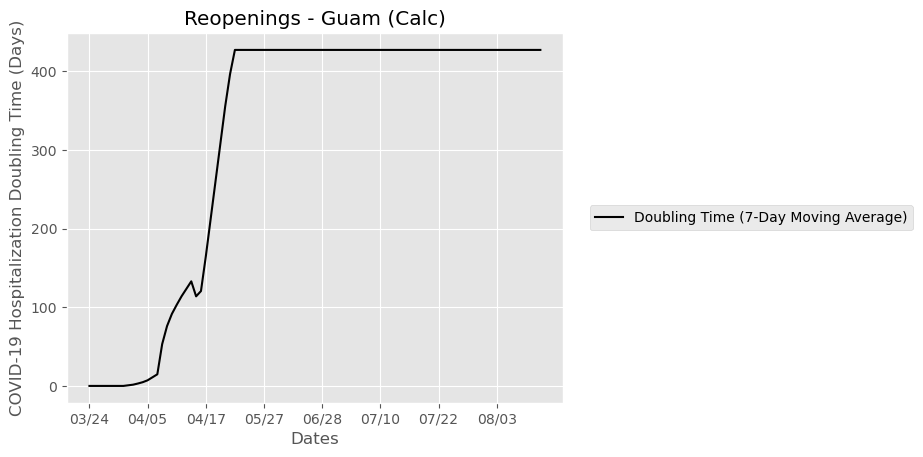 Reopenings - Guam (Calc)
COVID-19 Hospitalization Doubling Time (Days)
400
300
200
100
0
03/24 04/05 04/17 05/27 06/28 07/10 07/22 08/03
Dates
Doubling Time (7-Day Moving Average)